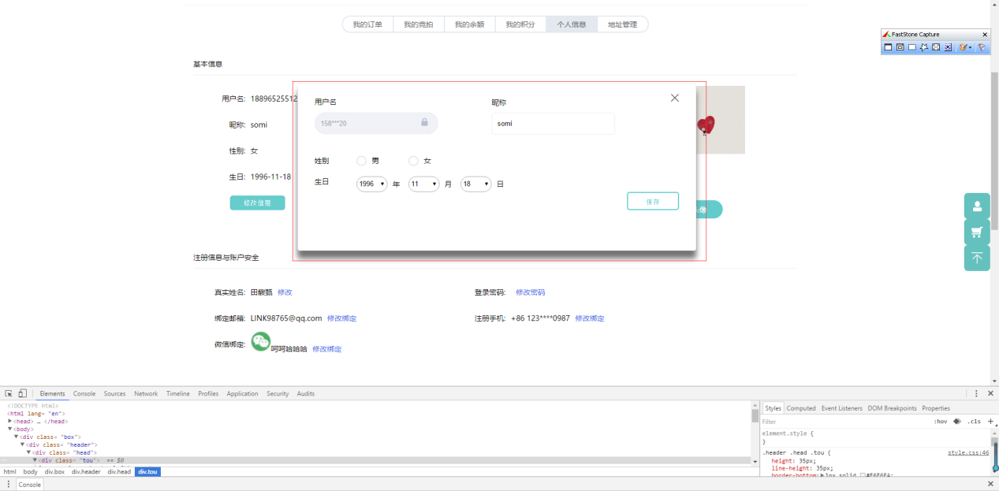 我的订单 我的竞拍 我的余额 我的积分 个人信息 地址管理
FastStone Capture
基本信息
用户名: 18896525512
昵称: somi
性别: 女
生日: 1996-11-18
修改信息
用户名 昵称
158***20 somi
姓别 男 女
生日 1996 年 11 月 18 日
保存
像
注册信息与账户安全
真实姓名: 田馥甄 修改 登录密码: 修改密码
绑定邮箱: LINK98765@qq.com 修改绑定 注册手机: +86 123****0987 修改绑定
微信绑定: 呵呵哈哈哈 修改绑定
Elements Console Sources Network Timeline Profiles Application Security Audits
<!DOCTYPE html>
<html lang= "en">
<head> … </head>
<body>
<div class= "box">
<div class= "header">
<div class= "head">
<div class= "tou"> == $0
html body div.box div.header div.head div.tou
Console
Styles Computed Event Listeners DOM Breakpoints Properties
Filter :hov .cls +
element.style {
}
.header .head .tou { style.css:46
height: 35px;
line-height: 35px;
border-bottom: 1px solid #E6E6EA;